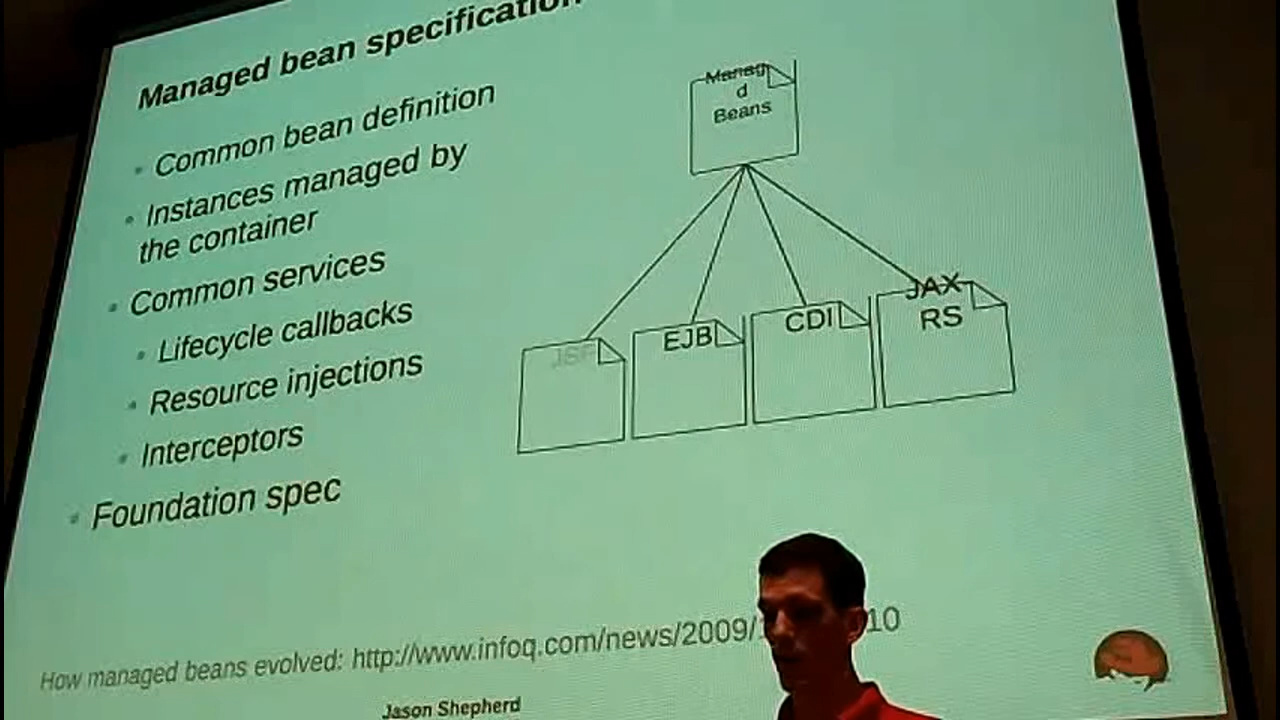 Managed bean specification
Common bean definition
Instances managed by
the container
Common services
Lifecycle callbacks
Resource injections
Interceptors
Foundation spec
Manag
d
Beans
JSF
EJB
CDI
JAX
RS
How managed beans evolved: http://www.infoq.com/news/2009/ 10
Jason Shepherd